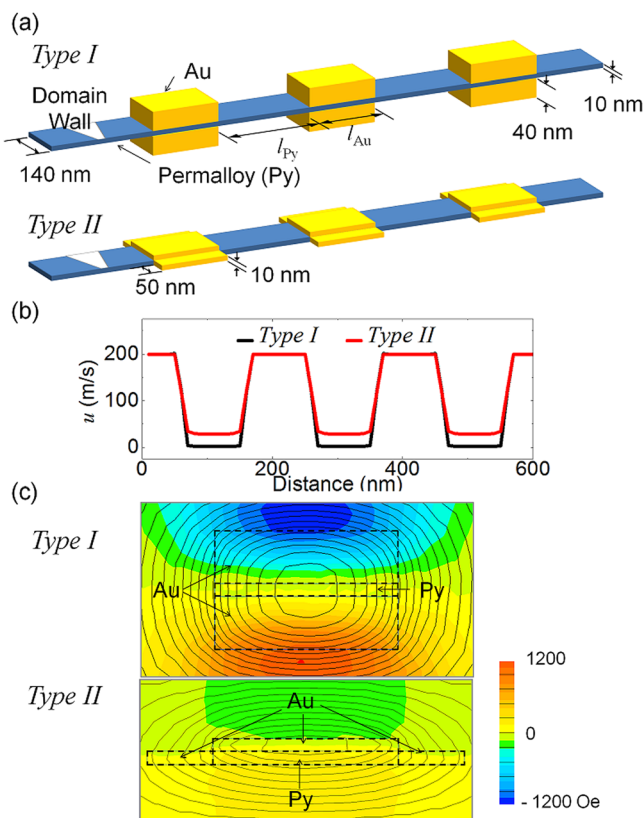 (a)
Type I
Au
Domain
Wall
l_Py
l_Au
10 nm
40 nm
140 nm
Permalloy (Py)
Type II
50 nm
10 nm
(b)
Type I
Type II
u (m/s)
200
100
0
0
200
400
600
Distance (nm)
(c)
Type I
Au
Py
Type II
Au
Py
1200
0
- 1200 Oe